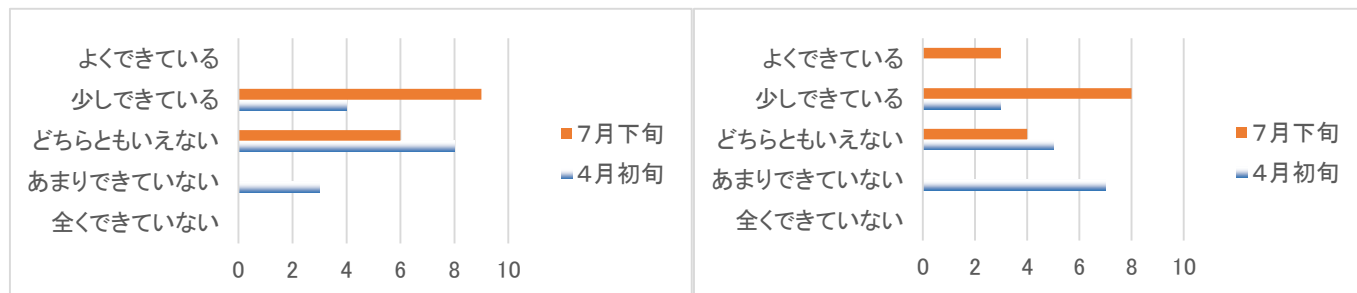 よくできている
少しできている
どちらともいえない
あまりできていない
全くできていない
0 2 4 6 8 10
■7月下旬
■4月初旬
よくできている
少しできている
どちらともいえない
あまりできていない
全くできていない
0 2 4 6 8 10
■7月下旬
■4月初旬